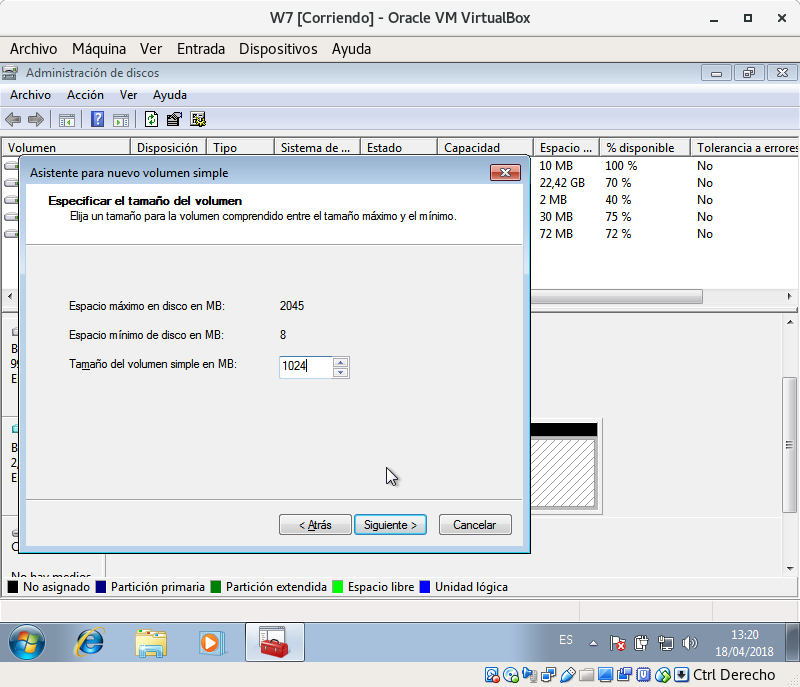 W7 [Corriendo] - Oracle VM VirtualBox
Archivo Máquina Ver Entrada Dispositivos Ayuda
Administración de discos
Archivo Acción Ver Ayuda
Volumen Disposición Tipo Sistema de ... Estado Capacidad Espacio ... % disponible Tolerancia a errores
10 MB 100 % No
22,42 GB 70 % No
2 MB 40 % No
30 MB 75 % No
72 MB 72 % No
Asistente para nuevo volumen simple
Especificar el tamaño del volumen
Elija un tamaño para la volumen comprendido entre el tamaño máximo y el mínimo.
Espacio máximo en disco en MB: 2045
Espacio mínimo de disco en MB: 8
Tamaño del volumen simple en MB: 1024
< Atrás Siguiente > Cancelar
B
99
E
B
2,
E
No hay medios
No asignado Partición primaria Partición extendida Espacio libre Unidad lógica
ES
13:20
18/04/2018
Ctrl Derecho